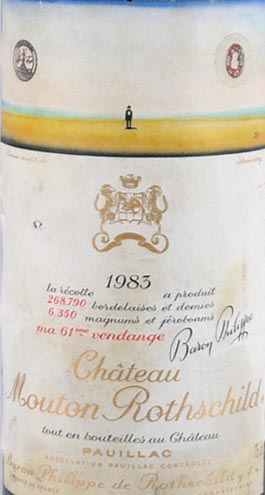 1983
la récolte a produit
268.790 bordelaises et demies
6.350 magnums et jéroboams
ma 61ème vendange
Baron Philippe
Château
Mouton Rothschild
tout en bouteilles au Château
PAUILLAC
APPELLATION PAUILLAC CONTRÔLÉE
Baron Philippe de Rothschild